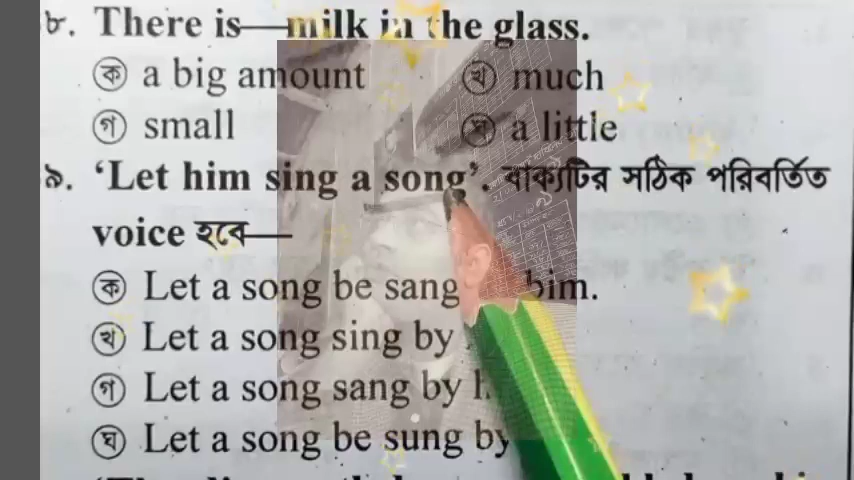 ৮. There is—milk in the glass.
ক a big amount খ much
গ small ঘ a little
৯. ‘Let him sing a song’. বাক্যটির সঠিক পরিবর্তিত
voice হবে—
ক Let a song be sang him.
খ Let a song sing by
গ Let a song sang by
ঘ Let a song be sung by